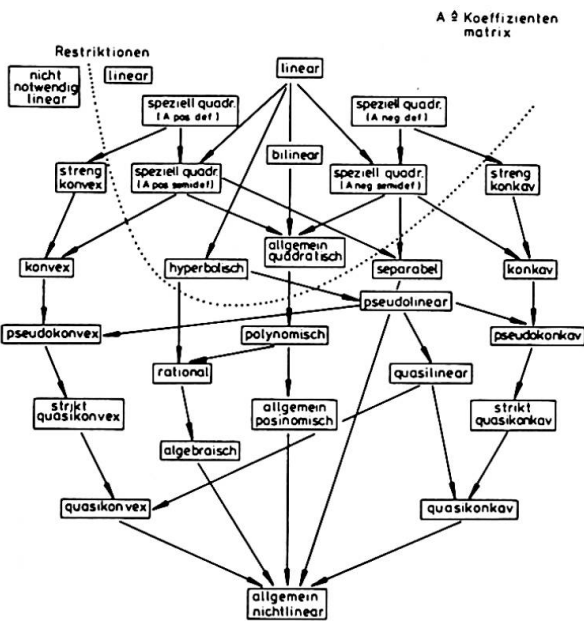 A ≙ Koeffizienten
matrix
Restriktionen
nicht
notwendig
linear
linear
linear
speziell quadr.
(A pos def)
speziell quadr.
(A neg def)
bilinear
streng
konvex
speziell quadr.
(A pos semidef)
speziell quadr.
(A neg semidef)
streng
konkav
allgemein
quadratisch
konvex
hyperbolisch
separabel
konkav
pseudolinear
pseudokonvex
polynomisch
pseudokonkav
rational
quasilinear
strikt
quasikonvex
allgemein
posinomisch
strikt
quasikonkav
algebraisch
quasikonvex
quasikonkav
allgemein
nichtlinear